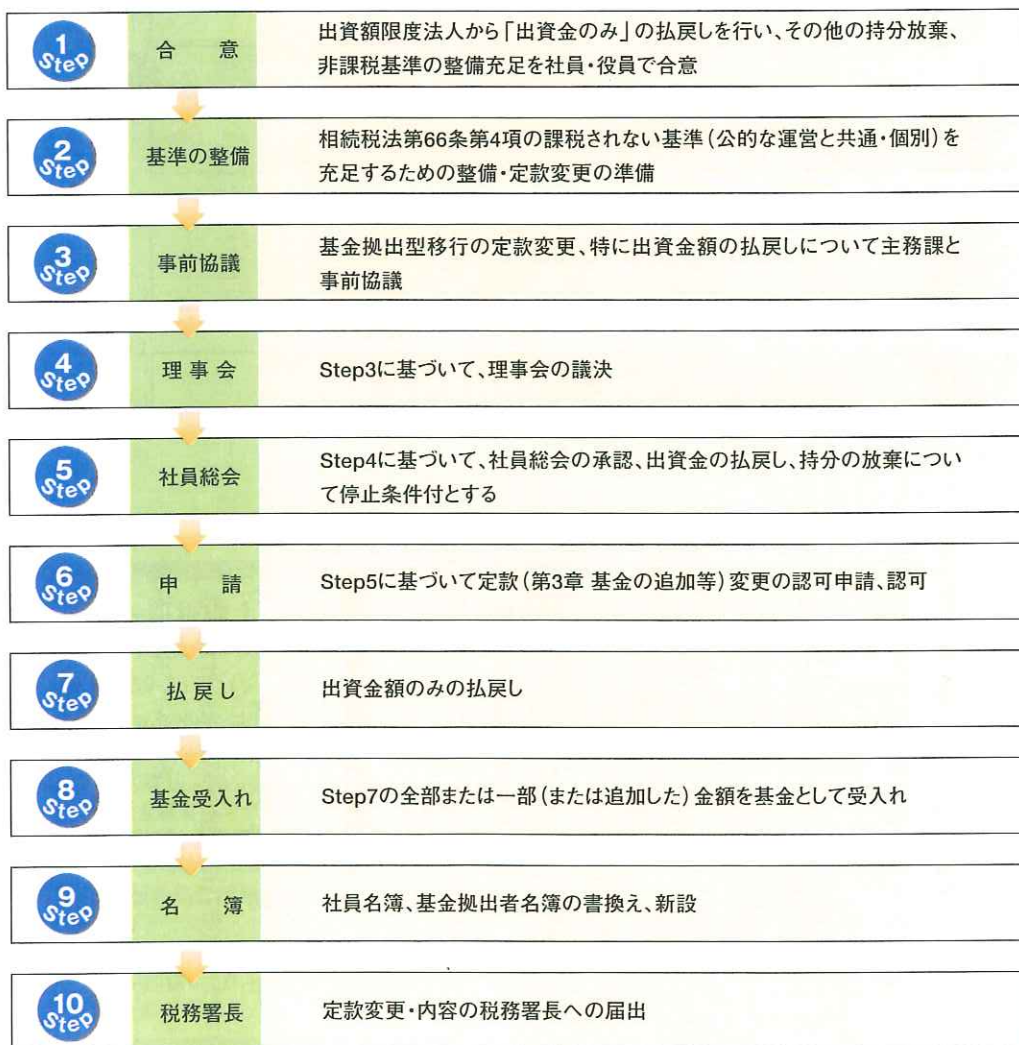 1
Step
合意
出資額限度法人から「出資金のみ」の払戻しを行い、その他の持分放棄、
非課税基準の整備充足を社員・役員で合意
2
Step
基準の整備
相続税法第66条第4項の課税されない基準(公的な運営と共通・個別)を
充足するための整備・定款変更の準備
3
Step
事前協議
基金拠出型移行の定款変更、特に出資金額の払戻しについて主務課と
事前協議
4
Step
理事会
Step3に基づいて、理事会の議決
5
Step
社員総会
Step4に基づいて、社員総会の承認、出資金の払戻し、持分の放棄につい
て停止条件付とする
6
Step
申請
Step5に基づいて定款(第3章 基金の追加等)変更の認可申請、認可
7
Step
払戻し
出資金額のみの払戻し
8
Step
基金受入れ
Step7の全部または一部(または追加した)金額を基金として受入れ
9
Step
名簿
社員名簿、基金拠出者名簿の書換え、新設
10
Step
税務署長
定款変更・内容の税務署長への届出